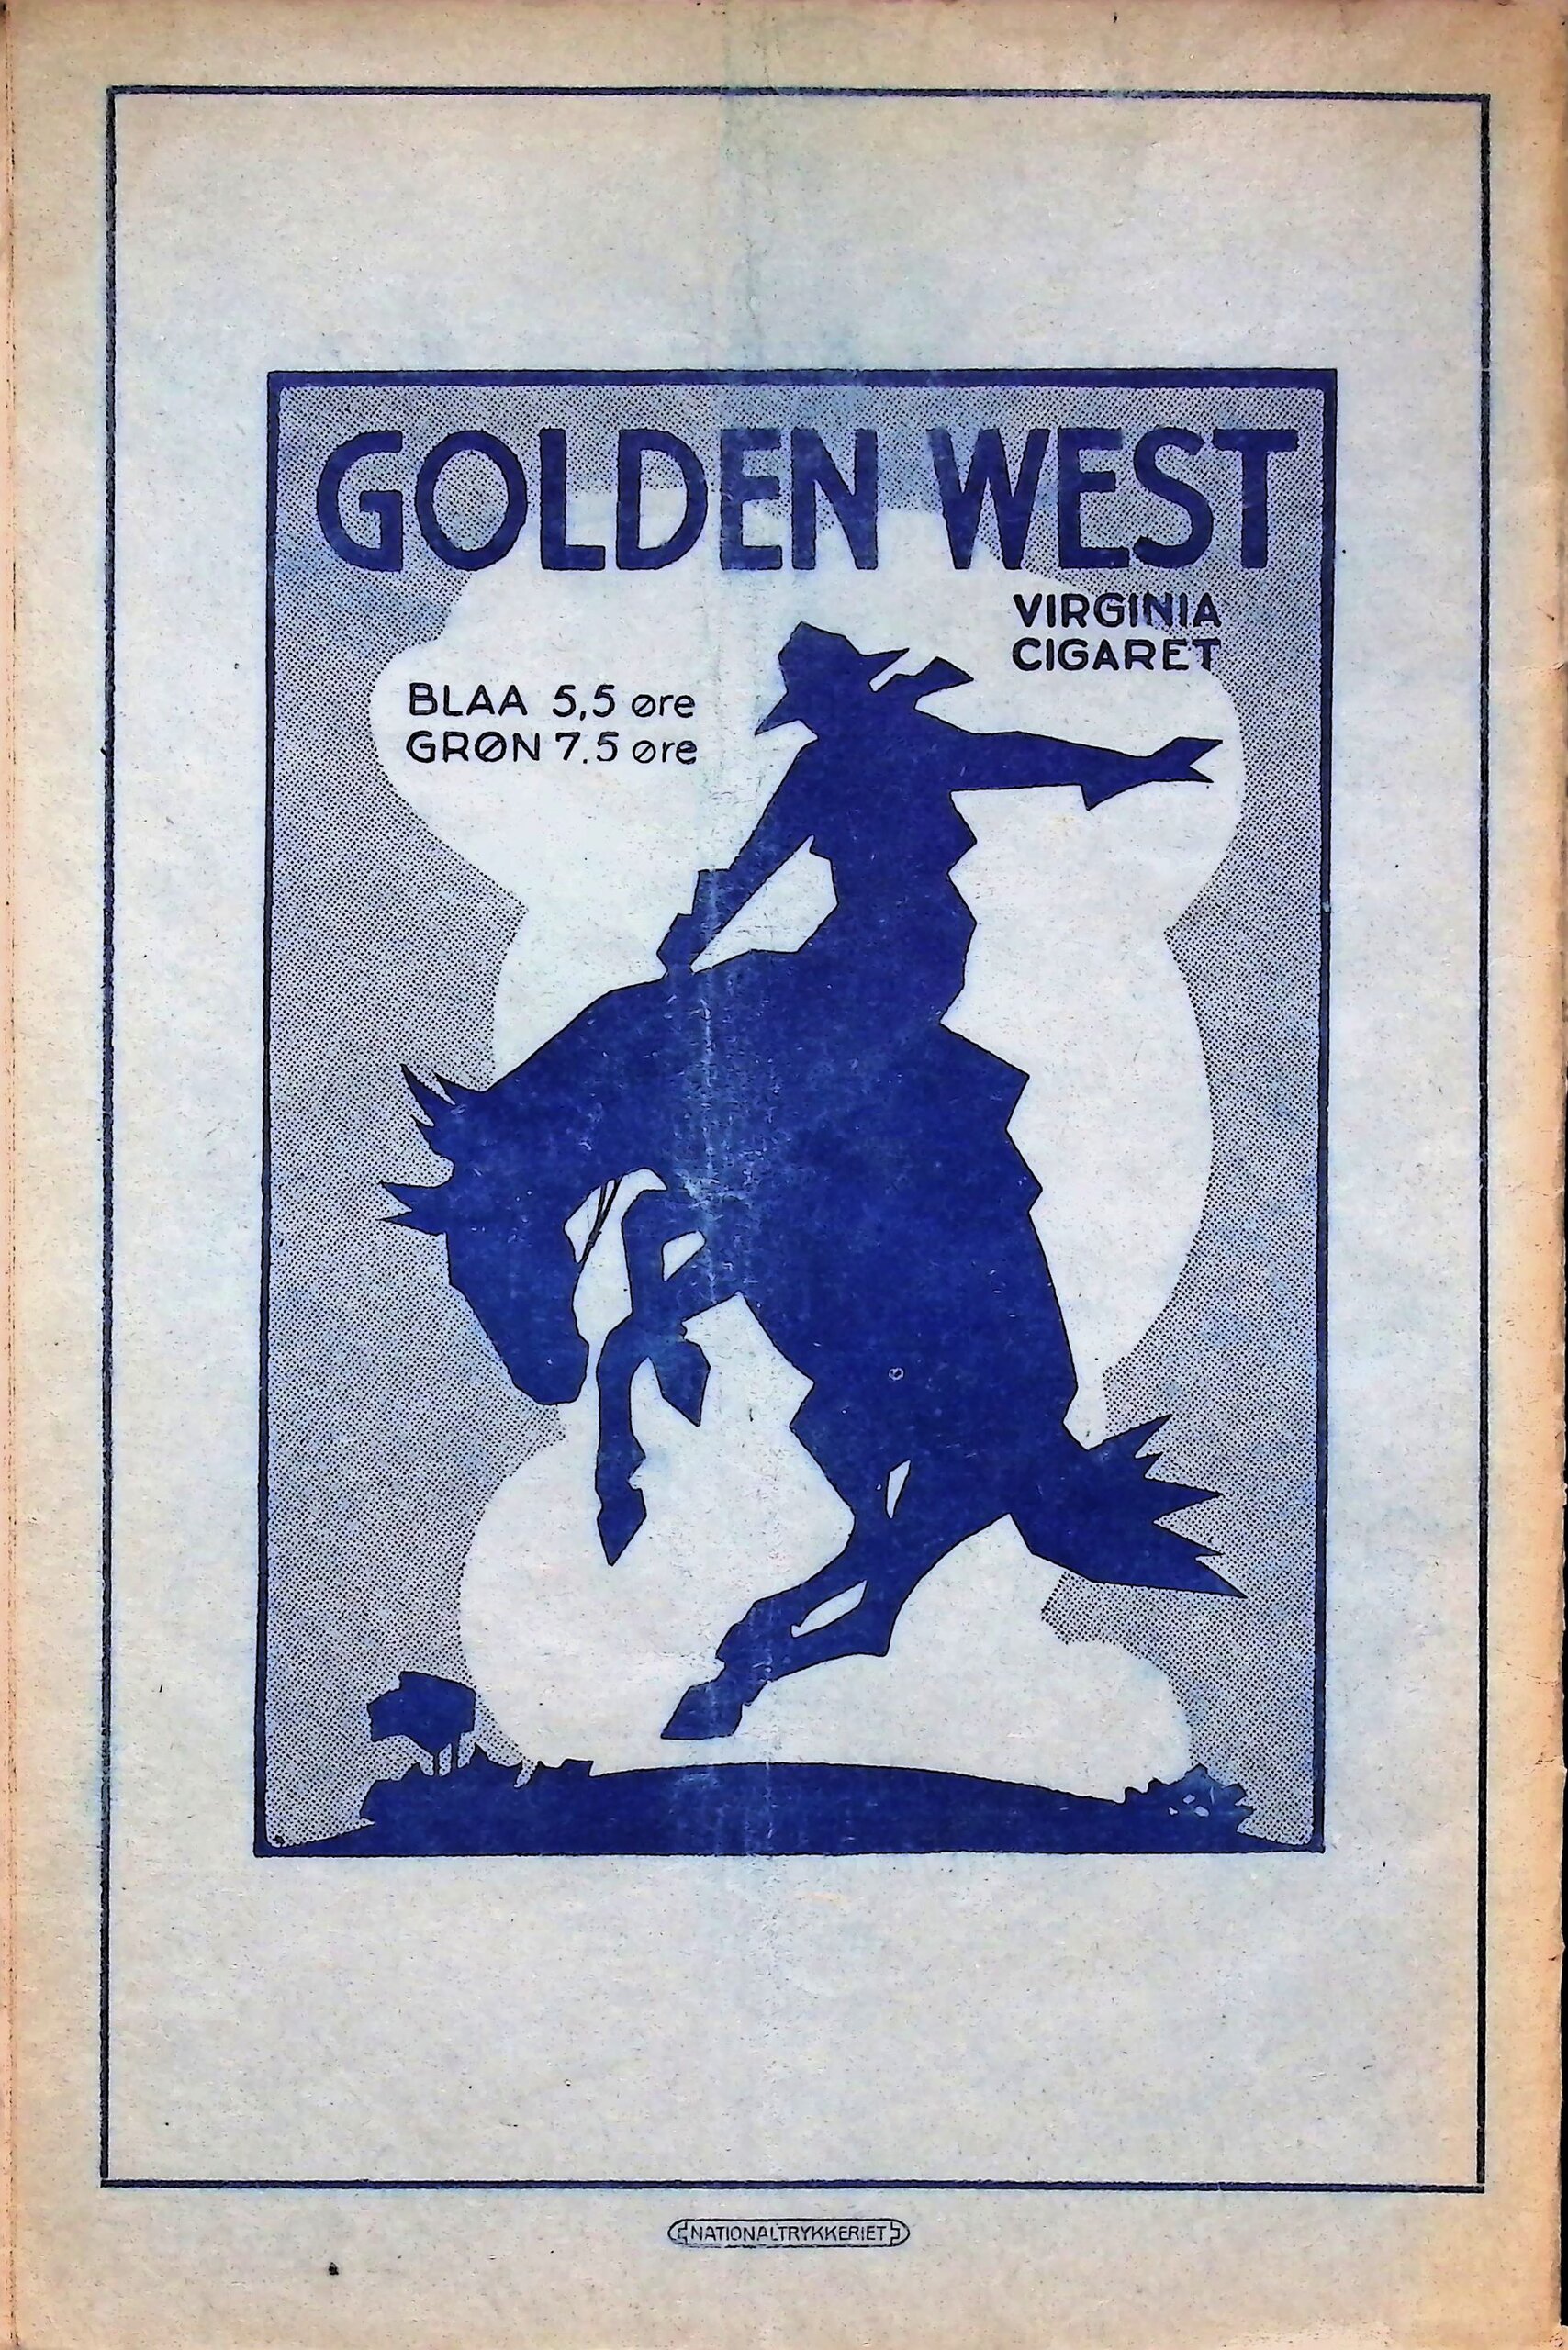 GOLDEN WEST
VIRGINIA
CIGARET
BLAA 5,5 øre
GRØN 7.5 øre
NATIONALTRYKKERIET